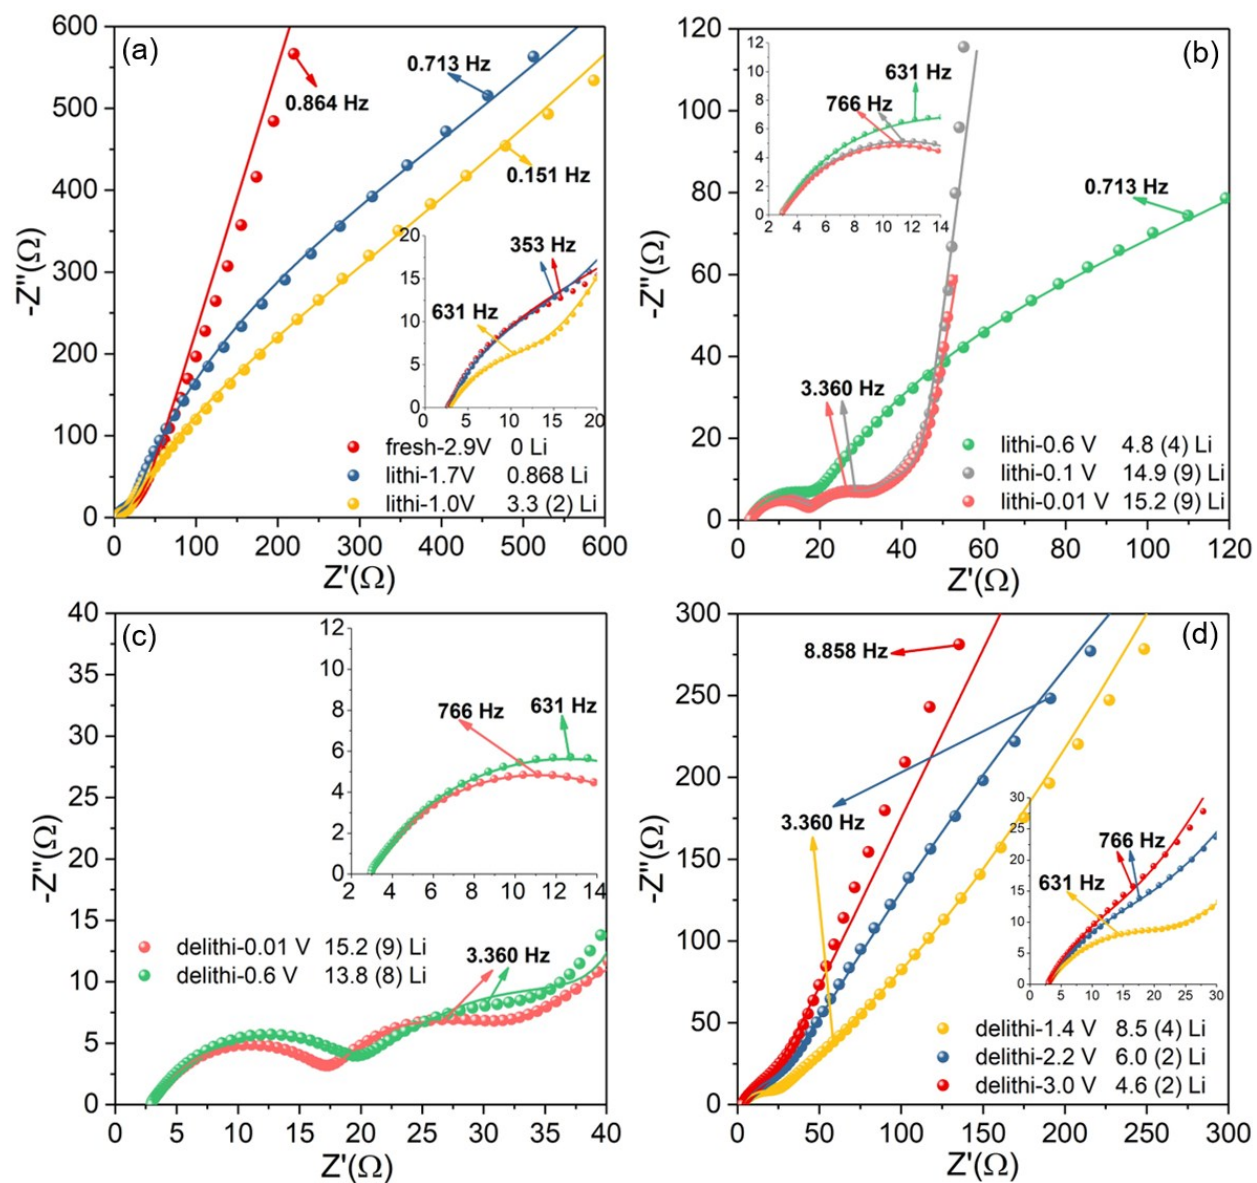 (a)
600
500
400
300
200
100
0
-Z''(Ω)
0.864 Hz
0.713 Hz
0.151 Hz
20
15
10
5
0
353 Hz
631 Hz
0 5 10 15 20
fresh-2.9V 0 Li
lithi-1.7V 0.868 Li
lithi-1.0V 3.3 (2) Li
0 100 200 300 400 500 600
Z'(Ω)
(b)
120
100
80
60
40
20
0
-Z''(Ω)
12
10
8
6
4
2
0
631 Hz
766 Hz
2 4 6 8 10 12 14
0.713 Hz
3.360 Hz
lithi-0.6 V 4.8 (4) Li
lithi-0.1 V 14.9 (9) Li
lithi-0.01 V 15.2 (9) Li
0 20 40 60 80 100 120
Z'(Ω)
(c)
40
35
30
25
20
15
10
5
0
-Z''(Ω)
12
10
8
6
4
2
0
766 Hz
631 Hz
2 4 6 8 10 12 14
delithi-0.01 V 15.2 (9) Li
delithi-0.6 V 13.8 (8) Li
3.360 Hz
0 5 10 15 20 25 30 35 40
Z'(Ω)
(d)
300
250
200
150
100
50
0
-Z''(Ω)
8.858 Hz
3.360 Hz
30
25
20
15
10
5
0
766 Hz
631 Hz
0 5 10 15 20 25 30
delithi-1.4 V 8.5 (4) Li
delithi-2.2 V 6.0 (2) Li
delithi-3.0 V 4.6 (2) Li
0 50 100 150 200 250 300
Z'(Ω)